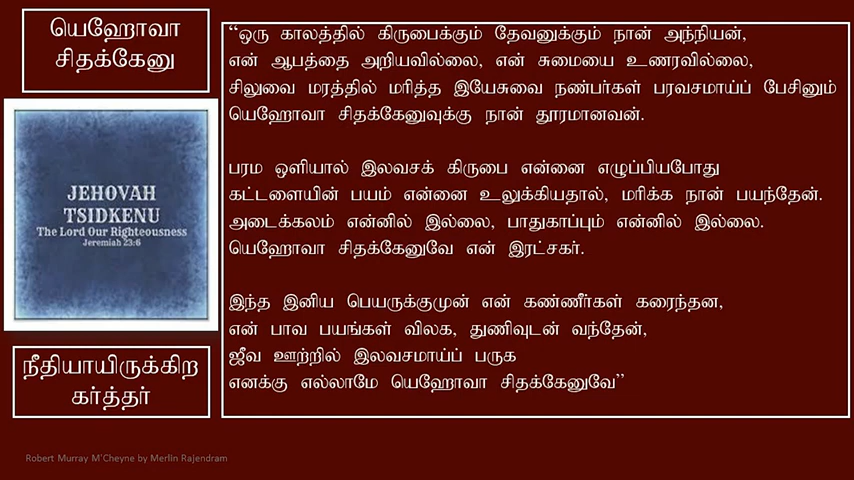 யெஹோவா
சிதக்கேனு
JEHOVAH
TSIDKENU
The Lord Our Righteousness
Jeremiah 23:6
நீதியாயிருக்கிற
கர்த்தர்
“ஒரு காலத்தில் கிருபைக்கும் தேவனுக்கும் நான் அந்நியன்,
என் ஆபத்தை அறியவில்லை, என் சுமையை உணரவில்லை,
சிலுவை மரத்தில் மரித்த இயேசுவை நண்பர்கள் பரவசமாய்ப் பேசினும்
யெஹோவா சிதக்கேனுவுக்கு நான் தூரமானவன்.
பரம ஒளியால் இலவசக் கிருபை என்னை எழுப்பியபோது
கட்டளையின் பயம் என்னை உலுக்கியதால், மரிக்க நான் பயந்தேன்.
அடைக்கலம் என்னில் இல்லை, பாதுகாப்பும் என்னில் இல்லை.
யெஹோவா சிதக்கேனுவே என் இரட்சகர்.
இந்த இனிய பெயருக்குமுன் என் கண்ணீர்கள் கரைந்தன,
என் பாவ பயங்கள் விலக, துணிவுடன் வந்தேன்,
ஜீவ ஊற்றில் இலவசமாய்ப் பருக
எனக்கு எல்லாமே யெஹோவா சிதக்கேனுவே”
Robert Murray M'Cheyne by Merlin Rajendram